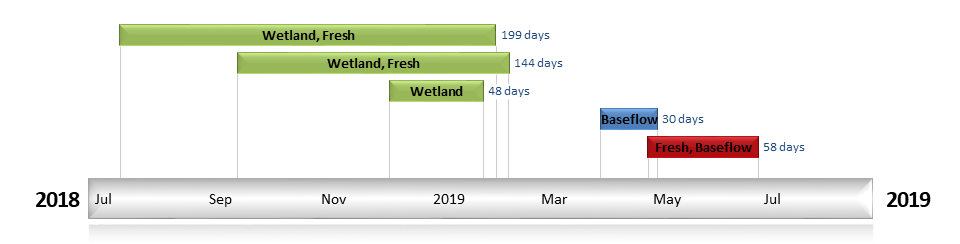 Wetland, Fresh 199 days
Wetland, Fresh 144 days
Wetland 48 days
Baseflow 30 days
Fresh, Baseflow 58 days
2018 Jul Sep Nov 2019 Mar May Jul 2019